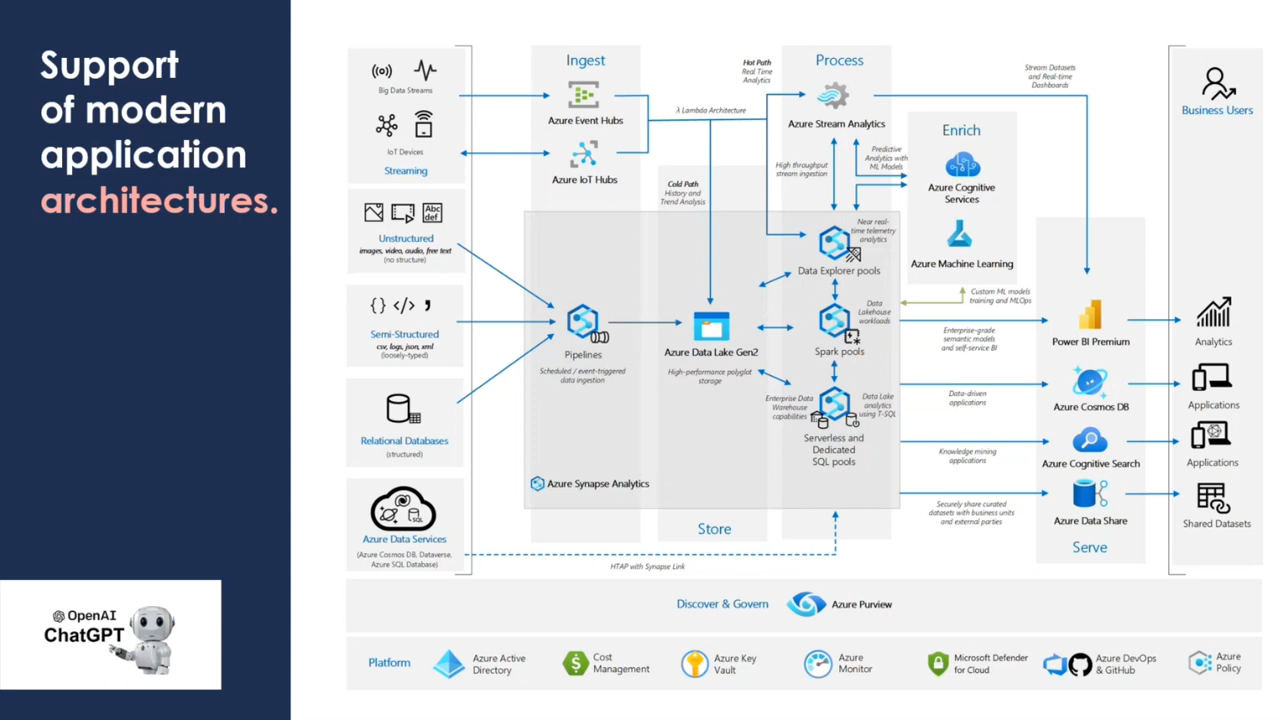 Support
of modern
application
architectures.
OpenAI
ChatGPT
Big Data Streams
IoT Devices
Streaming
Abc
def
Unstructured
images, video, audio, free text
(no structure)
{} </> ,
Semi-Structured
csv, logs, json, xml
(loosely-typed)
Relational Databases
(structured)
SQL
Azure Data Services
(Azure Cosmos DB, Dataverse,
Azure SQL Database)
Ingest
Azure Event Hubs
Azure IoT Hubs
Pipelines
Scheduled / event-triggered
data ingestion
Azure Synapse Analytics
λ Lambda Architecture
Cold Path
History and
Trend Analysis
Azure Data Lake Gen2
High-performance polyglot
storage
Store
HTAP with Synapse Link
Hot Path
Real Time
Analytics
Process
Azure Stream Analytics
High throughput
stream ingestion
Predictive
Analytics with
ML Models
Near real-
time telemetry
analytics
Data Explorer pools
Data
Lakehouse
workloads
Spark pools
Enterprise Data
Warehouse
capabilities
Data Lake
analytics
using T-SQL
Serverless and
Dedicated
SQL pools
Enrich
Azure Cognitive
Services
Azure Machine Learning
Custom ML models
training and MLOps
Stream Datasets
and Real-time
Dashboards
Enterprise-grade
semantic models
and self-service BI
Data-driven
applications
Knowledge mining
applications
Securely share curated
datasets with business units
and external parties
Power BI Premium
Azure Cosmos DB
Azure Cognitive Search
Azure Data Share
Serve
Business Users
Analytics
Applications
Applications
Shared Datasets
Discover & Govern
Azure Purview
Platform
Azure Active
Directory
Cost
Management
Azure Key
Vault
Azure
Monitor
Microsoft Defender
for Cloud
Azure DevOps
& GitHub
Azure
Policy